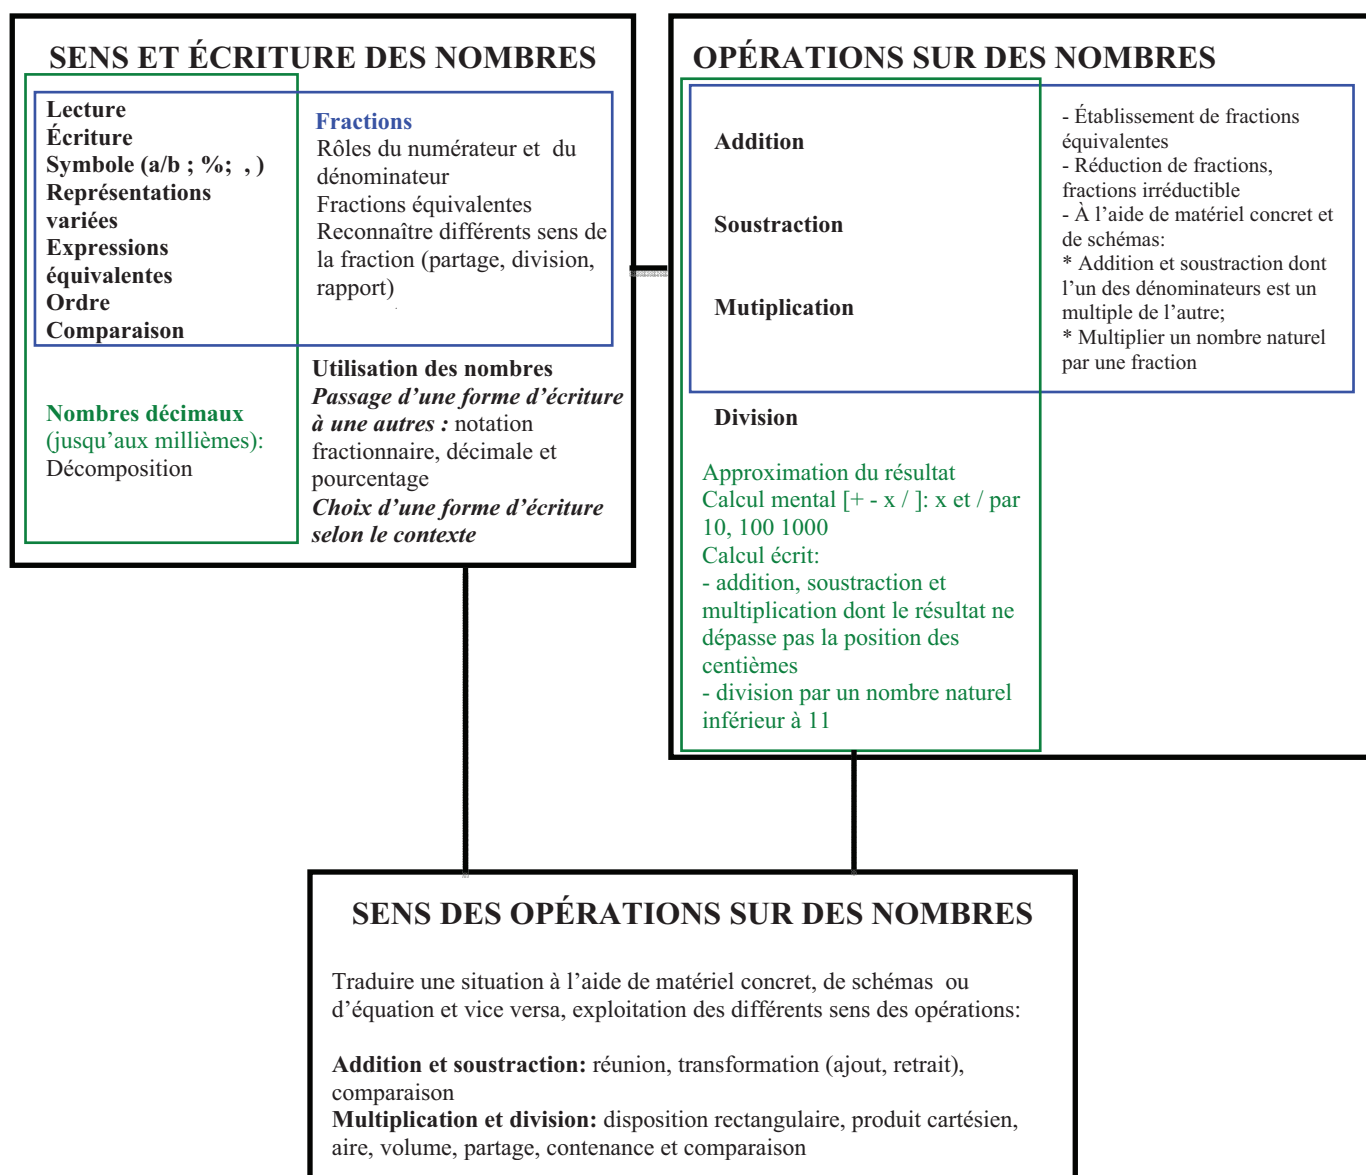 SENS ET ÉCRITURE DES NOMBRES
Lecture
Écriture
Symbole (a/b ; %; , )
Représentations
variées
Expressions
équivalentes
Ordre
Comparaison
Fractions
Rôles du numérateur et du
dénominateur
Fractions équivalentes
Reconnaître différents sens de
la fraction (partage, division,
rapport)
Nombres décimaux
(jusqu’aux millièmes):
Décomposition
Utilisation des nombres
Passage d’une forme d’écriture
à une autres : notation
fractionnaire, décimale et
pourcentage
Choix d’une forme d’écriture
selon le contexte
OPÉRATIONS SUR DES NOMBRES
Addition
Soustraction
Mutiplication
- Établissement de fractions
équivalentes
- Réduction de fractions,
fractions irréductible
- À l’aide de matériel concret et
de schémas:
* Addition et soustraction dont
l’un des dénominateurs est un
multiple de l’autre;
* Multiplier un nombre naturel
par une fraction
Division
Approximation du résultat
Calcul mental [+ - x / ]: x et / par
10, 100 1000
Calcul écrit:
- addition, soustraction et
multiplication dont le résultat ne
dépasse pas la position des
centièmes
- division par un nombre naturel
inférieur à 11
SENS DES OPÉRATIONS SUR DES NOMBRES
Traduire une situation à l’aide de matériel concret, de schémas ou
d’équation et vice versa, exploitation des différents sens des opérations:
Addition et soustraction: réunion, transformation (ajout, retrait),
comparaison
Multiplication et division: disposition rectangulaire, produit cartésien,
aire, volume, partage, contenance et comparaison